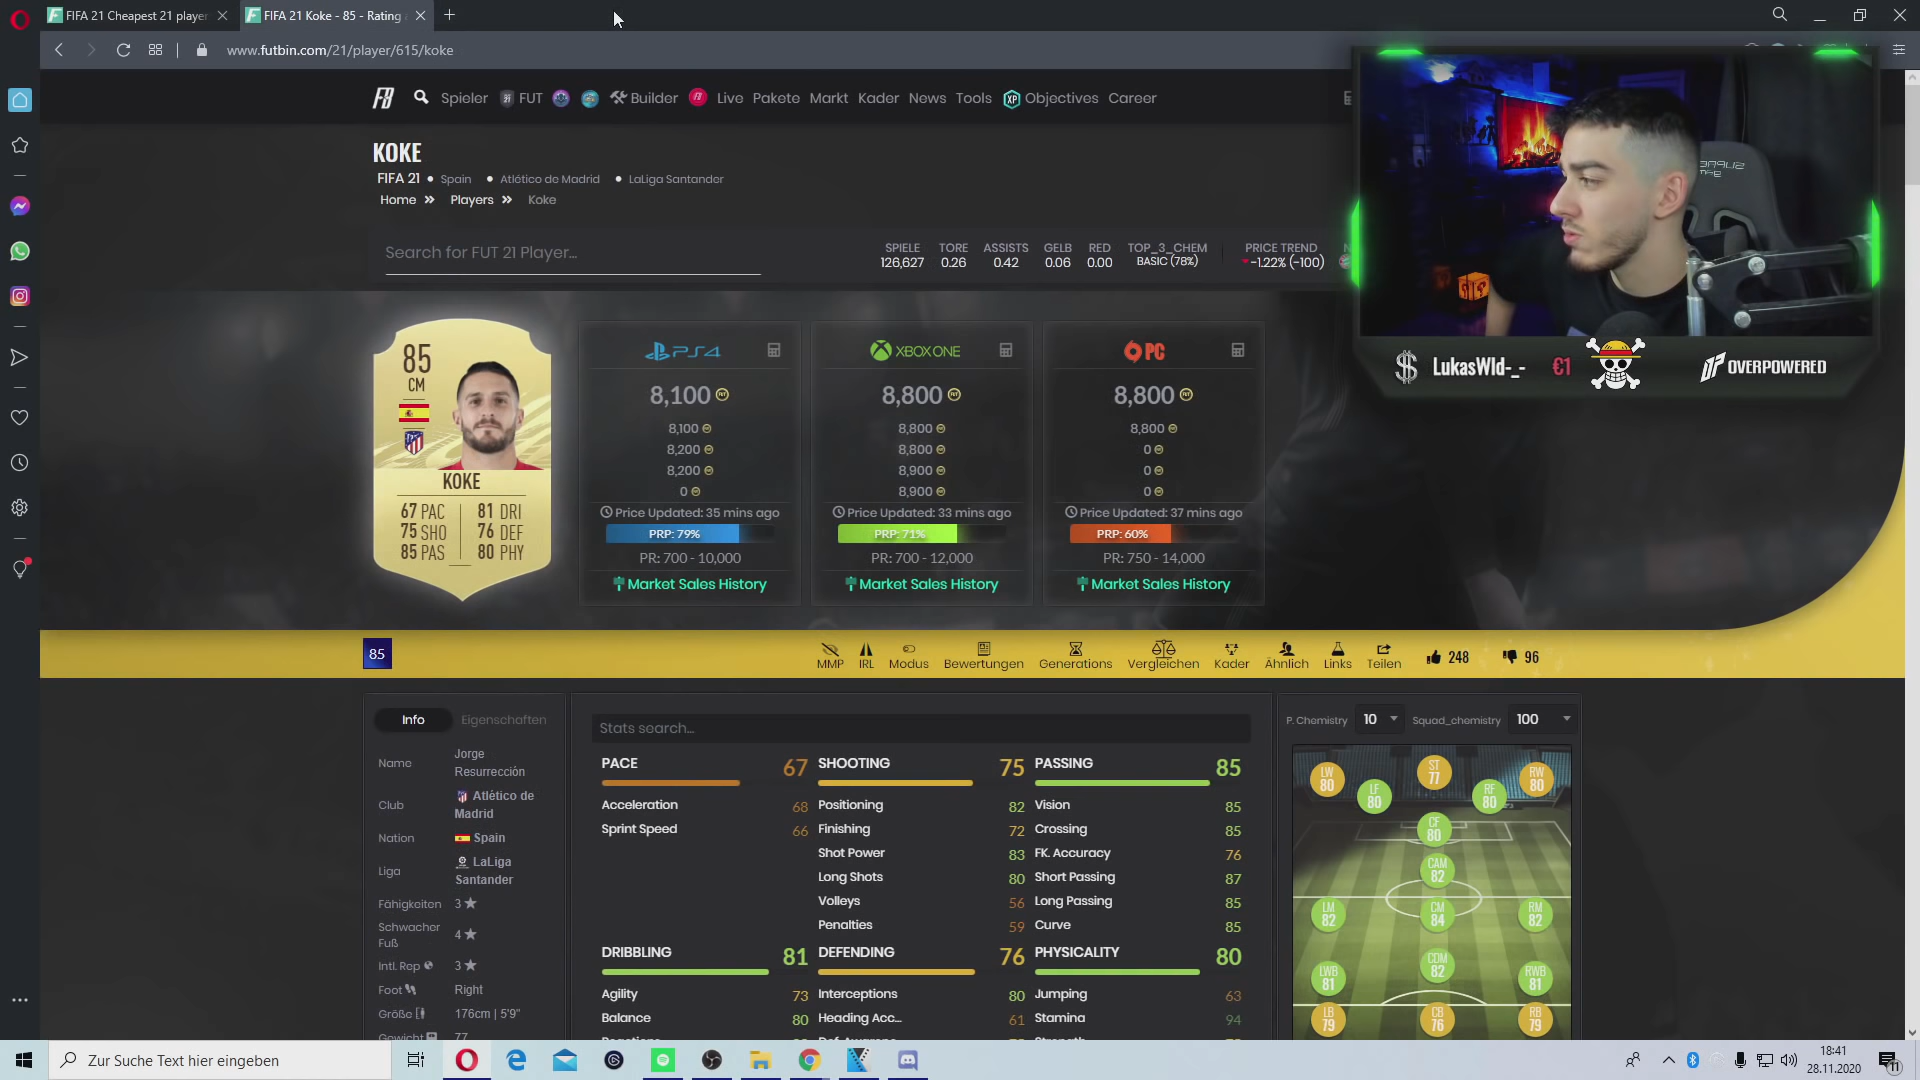 FIFA 21 Cheapest 21 player
FIFA 21 Koke - 85 - Rating
www.futbin.com/21/player/615/koke
Spieler FUT Builder Live Pakete Markt Kader News Tools XP Objectives Career
KOKE
FIFA 21 • Spain • Atlético de Madrid • LaLiga Santander
Home » Players » Koke
Search for FUT 21 Player...
SPIELE TORE ASSISTS GELB RED TOP_3_CHEM PRICE TREND
126,627 0.26 0.42 0.06 0.00 BASIC (78%) -1.22% (-100)
85
CM
KOKE
67 PAC 81 DRI
75 SHO 76 DEF
85 PAS 80 PHY
PS4
8,100
8,100
8,200
8,200
0
Price Updated: 35 mins ago
PRP: 79%
PR: 700 - 10,000
Market Sales History
XBOX ONE
8,800
8,800
8,800
8,900
8,900
Price Updated: 33 mins ago
PRP: 71%
PR: 700 - 12,000
Market Sales History
PC
8,800
8,800
0
0
0
Price Updated: 37 mins ago
PRP: 60%
PR: 750 - 14,000
Market Sales History
$ LukasWld-_- €1 OVERPOWERED
85
MMP IRL Modus Bewertungen Generations Vergleichen Kader Ähnlich Links Teilen 248 96
Info Eigenschaften
Name Jorge Resurrección
Club Atlético de Madrid
Nation Spain
Liga LaLiga Santander
Fähigkeiten 3 ★
Schwacher Fuß 4 ★
Intl. Rep 3 ★
Foot Right
Größe 176cm | 5'9"
Gewicht 77
Stats search...
PACE 67 SHOOTING 75 PASSING 85
Acceleration 68 Positioning 82 Vision 85
Sprint Speed 66 Finishing 72 Crossing 85
Shot Power 83 FK. Accuracy 76
Long Shots 80 Short Passing 87
Volleys 56 Long Passing 85
Penalties 59 Curve 85
DRIBBLING 81 DEFENDING 76 PHYSICALITY 80
Agility 73 Interceptions 80 Jumping 63
Balance 80 Heading Acc... 61 Stamina 94
P. Chemistry 10 Squad_chemistry 100
LW 80
ST 77
RW 80
LF 80
RF 80
CF 80
CAM 82
LM 82
CM 84
RM 82
LWB 81
CDM 82
RWB 81
LB 79
CB 76
RB 79
Zur Suche Text hier eingeben
18:41
28.11.2020
11